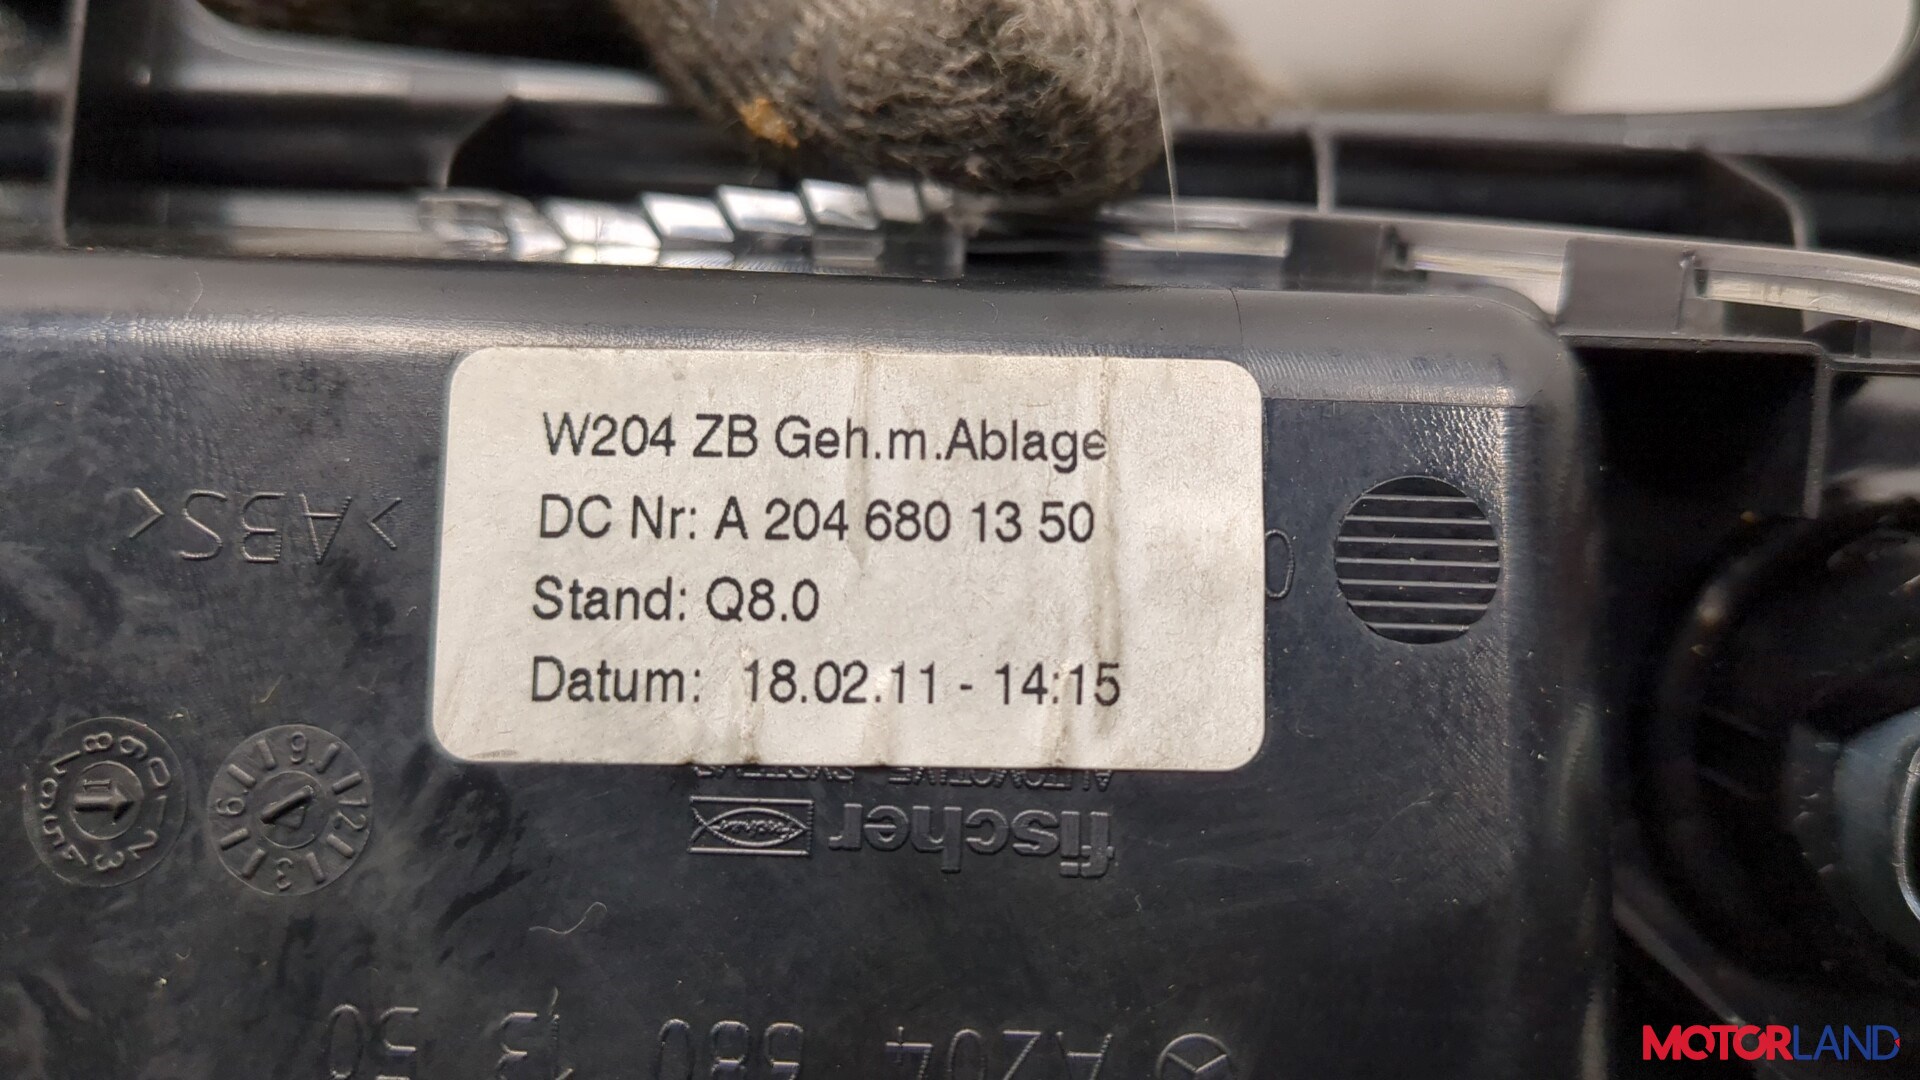 W204 ZB Geh.m.Ablage
DC Nr: A 204 680 13 50
Stand: Q8.0
Datum: 18.02.11 - 14:15
>ABS<
AUTOMOTIVE SYSTEMS
fischer
fischer
A204 680 13 50
MOTORLAND